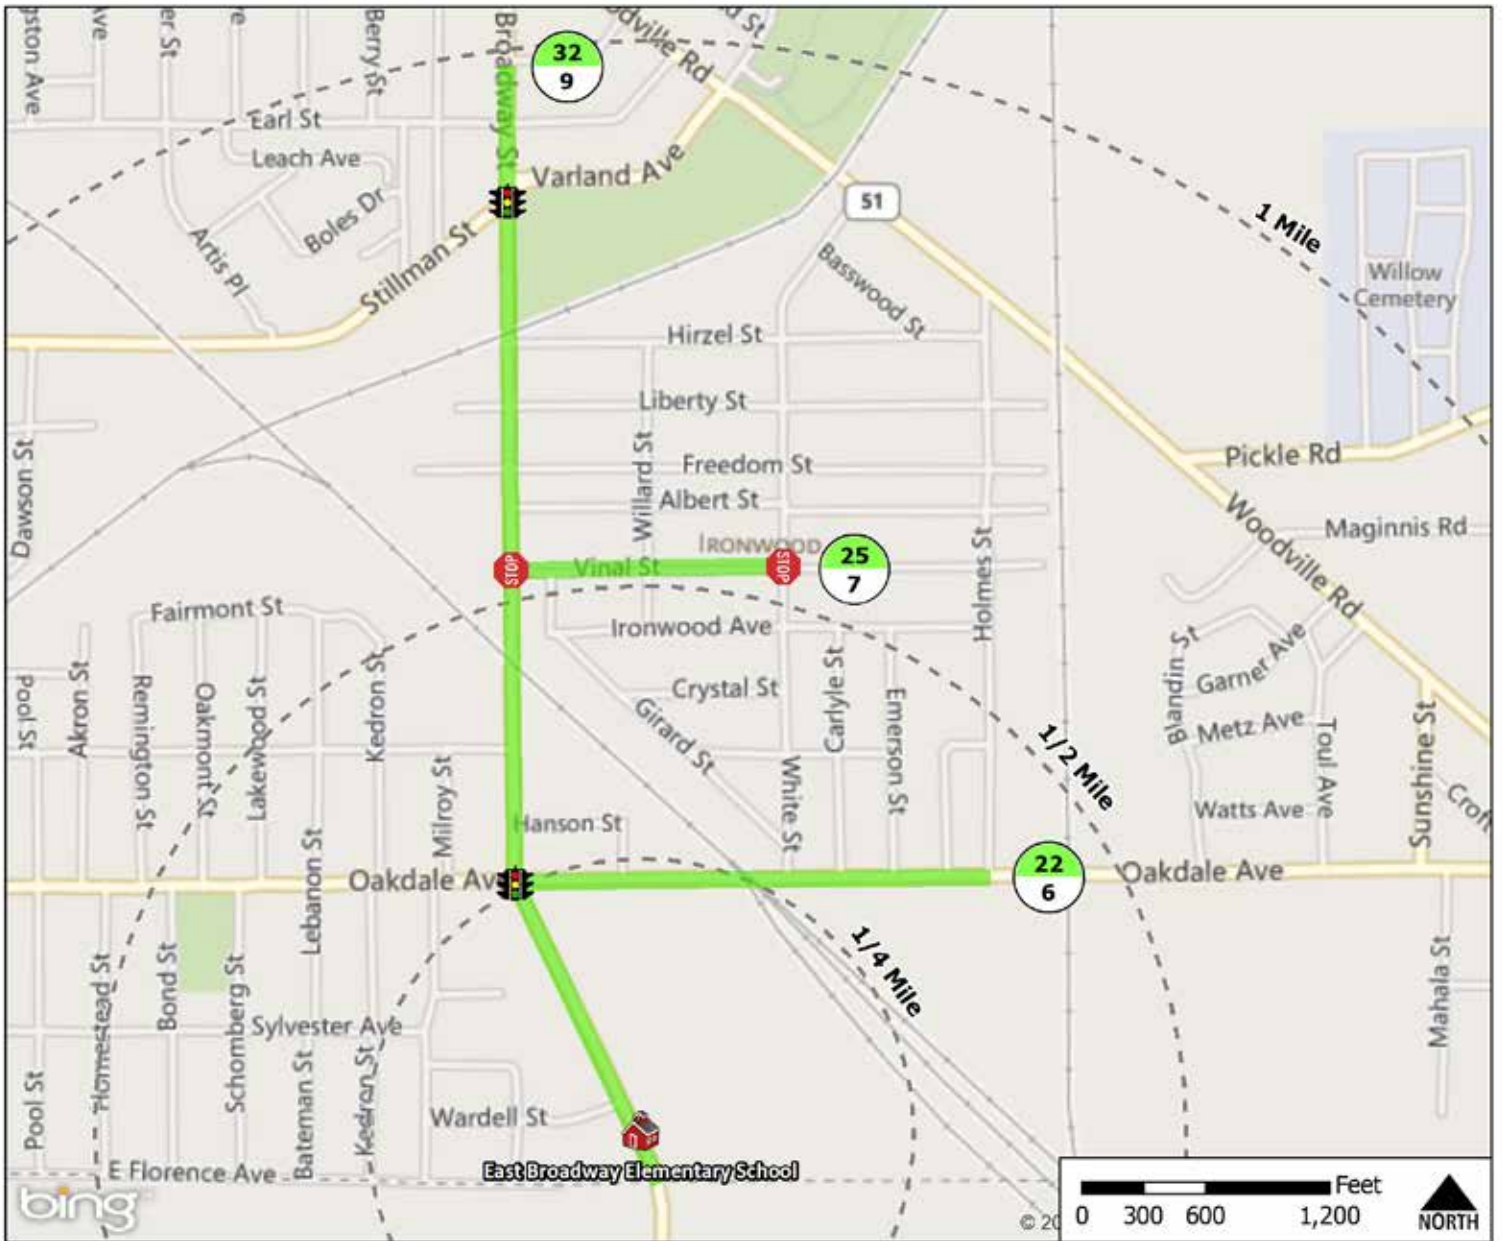 Broadway St
32
9
Berry St
Earl St
Leach Ave
Boles Dr
Artis Pl
Stillman St
Varland Ave
51
1 Mile
Willow
Cemetery
Basswood St
Hirzel St
Liberty St
Willard St
Freedom St
Albert St
Pickle Rd
Maginnis Rd
Woodville Rd
Dawson St
STOP
Vinal St
IRONWOOD
STOP
25
7
Holmes St
Fairmont St
Ironwood Ave
Crystal St
Girard St
Carlyle St
Emerson St
White St
Pool St
Akron St
Remington St
Oakmont St
Lakewood St
Kedron St
Milroy St
Lebanon St
Hanson St
1/2 Mile
Blandin St
Garner Ave
Metz Ave
Toul Ave
Watts Ave
Sunshine St
Oakdale Av
22
6
Oakdale Ave
1/4 Mile
Homestead St
Bond St
Schomberg St
Sylvester Ave
Bateman St
Kedron St
Pool St
Wardell St
Mahala St
E Florence Ave
East Broadway Elementary School
bing
© 20
Feet
0 300 600 1,200
NORTH